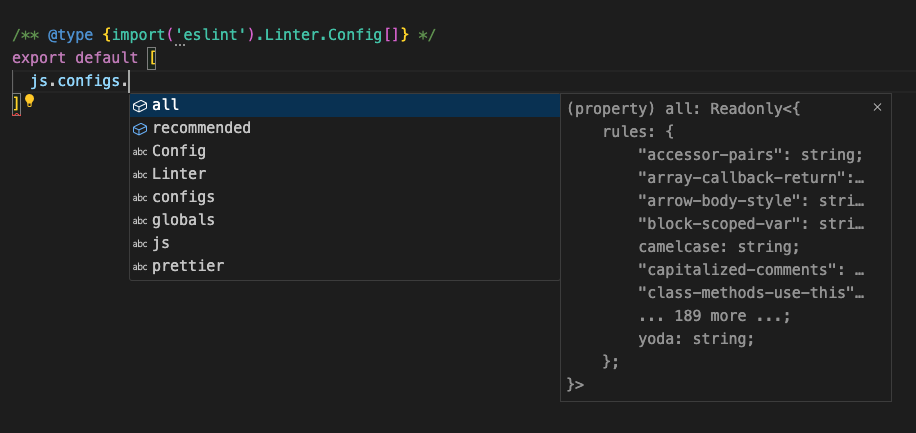 /** @type {import('eslint').Linter.Config[]} */
export default [
js.configs.
]
all
recommended
abc Config
abc Linter
abc configs
abc globals
abc js
abc prettier
(property) all: Readonly<{
rules: {
"accessor-pairs": string;
"array-callback-return":…
"arrow-body-style": stri…
"block-scoped-var": stri…
camelcase: string;
"capitalized-comments": …
"class-methods-use-this"…
... 189 more ...;
yoda: string;
};
}>